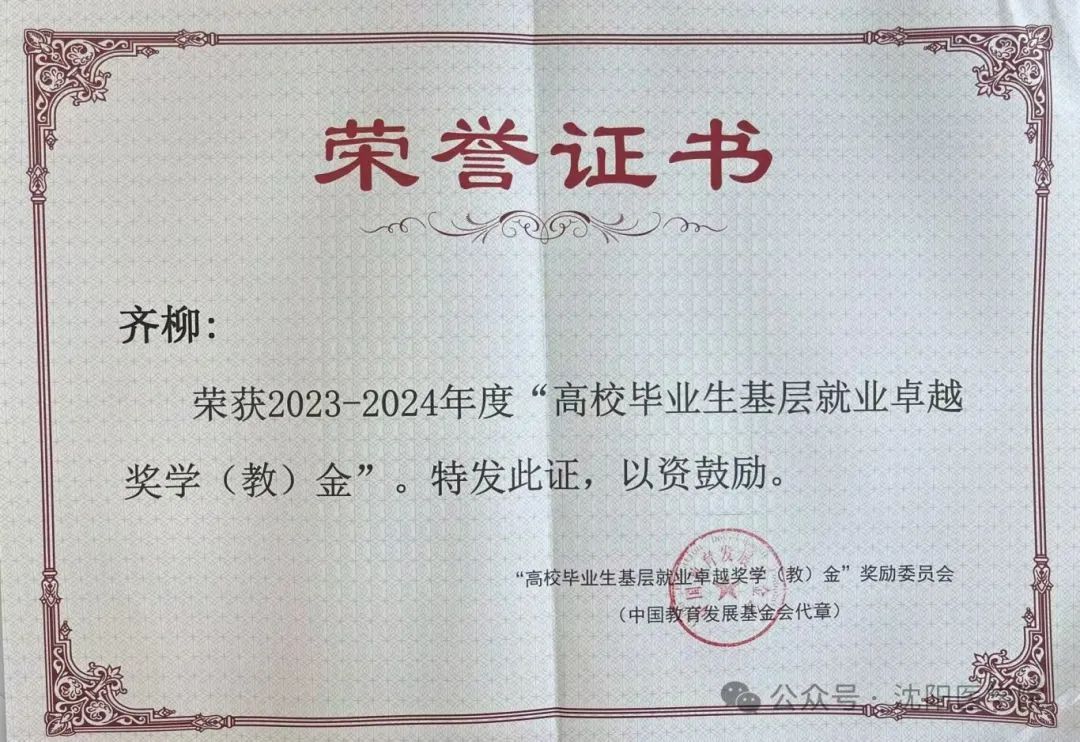 荣誉证书
齐柳:
荣获2023-2024年度“高校毕业生基层就业卓越
奖学（教）金”。特发此证，以资鼓励。
“高校毕业生基层就业卓越奖学（教）金”奖励委员会
（中国教育发展基金会代章）
公众号 · 沈阳医